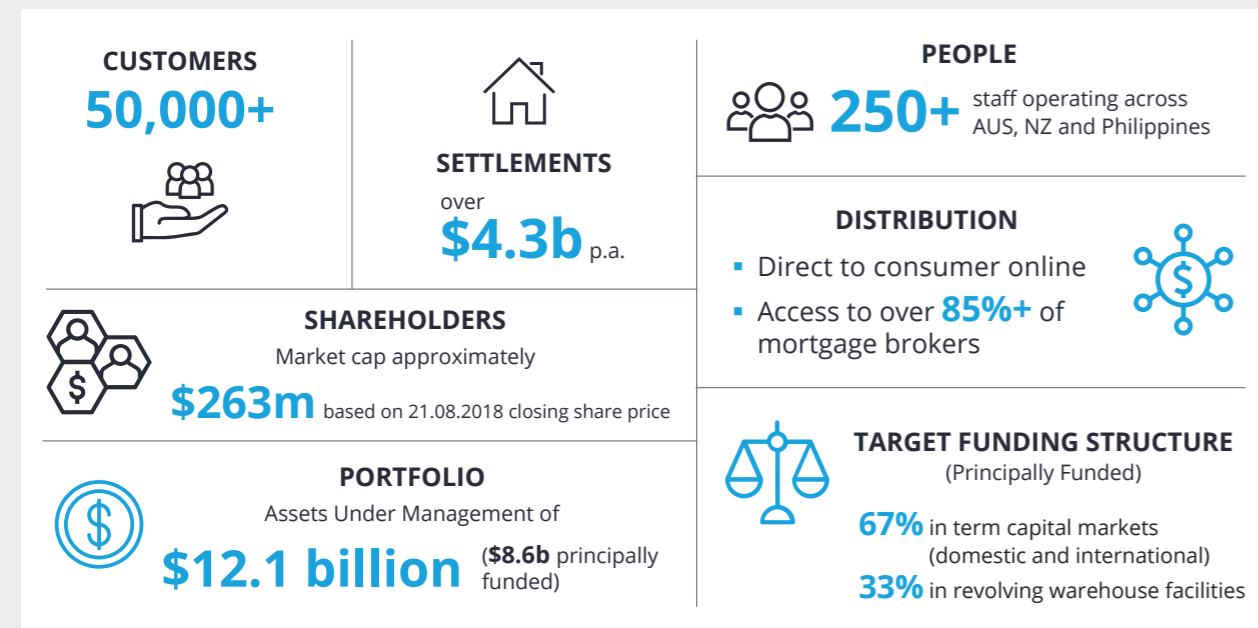 CUSTOMERS
50,000+
SETTLEMENTS
over
$4.3b p.a.
SHAREHOLDERS
Market cap approximately
$
$263m based on 21.08.2018 closing share price
PORTFOLIO
Assets Under Management of
$
$12.1 billion ($8.6b principally
funded)
PEOPLE
250+ staff operating across
AUS, NZ and Philippines
DISTRIBUTION
▪ Direct to consumer online
▪ Access to over 85%+ of
mortgage brokers
$
TARGET FUNDING STRUCTURE
(Principally Funded)
67% in term capital markets
(domestic and international)
33% in revolving warehouse facilities